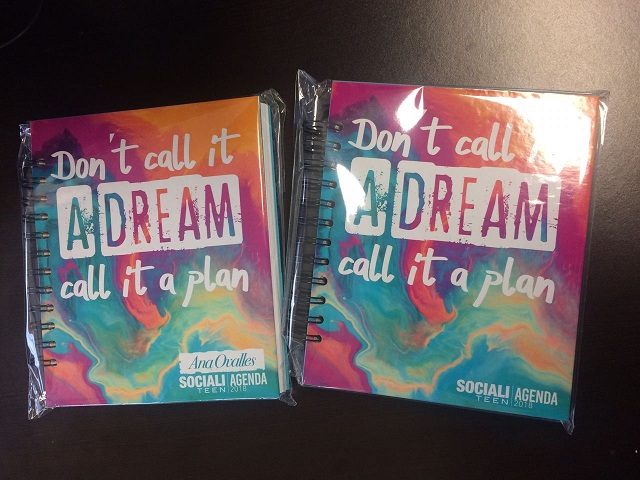 Don't call it
A DREAM
call it a plan
Ana Ovalles
SOCIALI
TEEN
AGENDA
2018
Don t call
A DREAM
call it a plan
SOCIALI
TEEN
AGENDA
2018